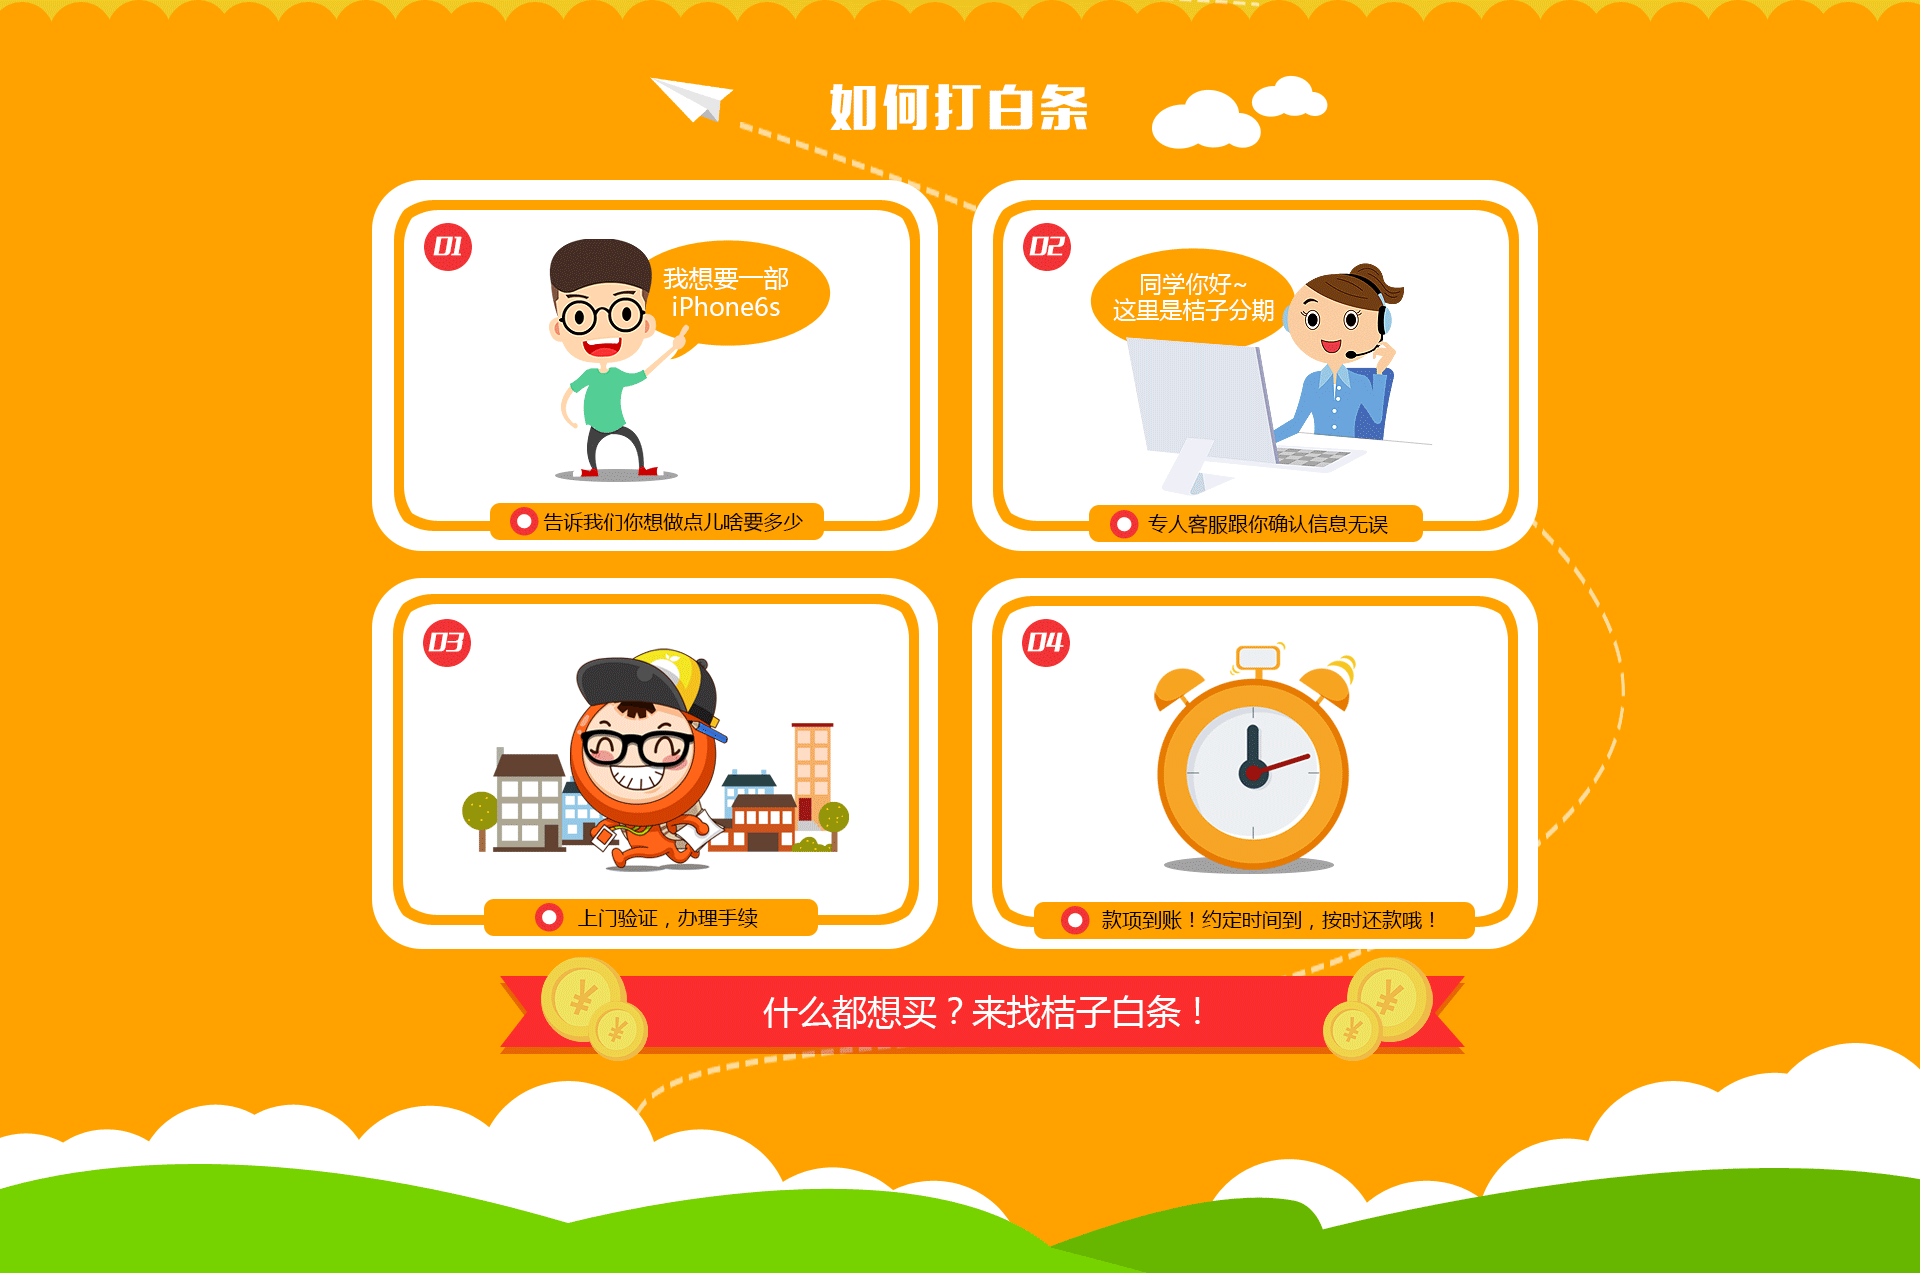 如何打白条
01
我想要一部
iPhone6s
告诉我们你想做点儿啥要多少
02
同学你好~
这里是桔子分期
专人客服跟你确认信息无误
03
上门验证，办理手续
04
款项到账！约定时间到，按时还款哦！
什么都想买？来找桔子白条！
¥
¥
¥
¥